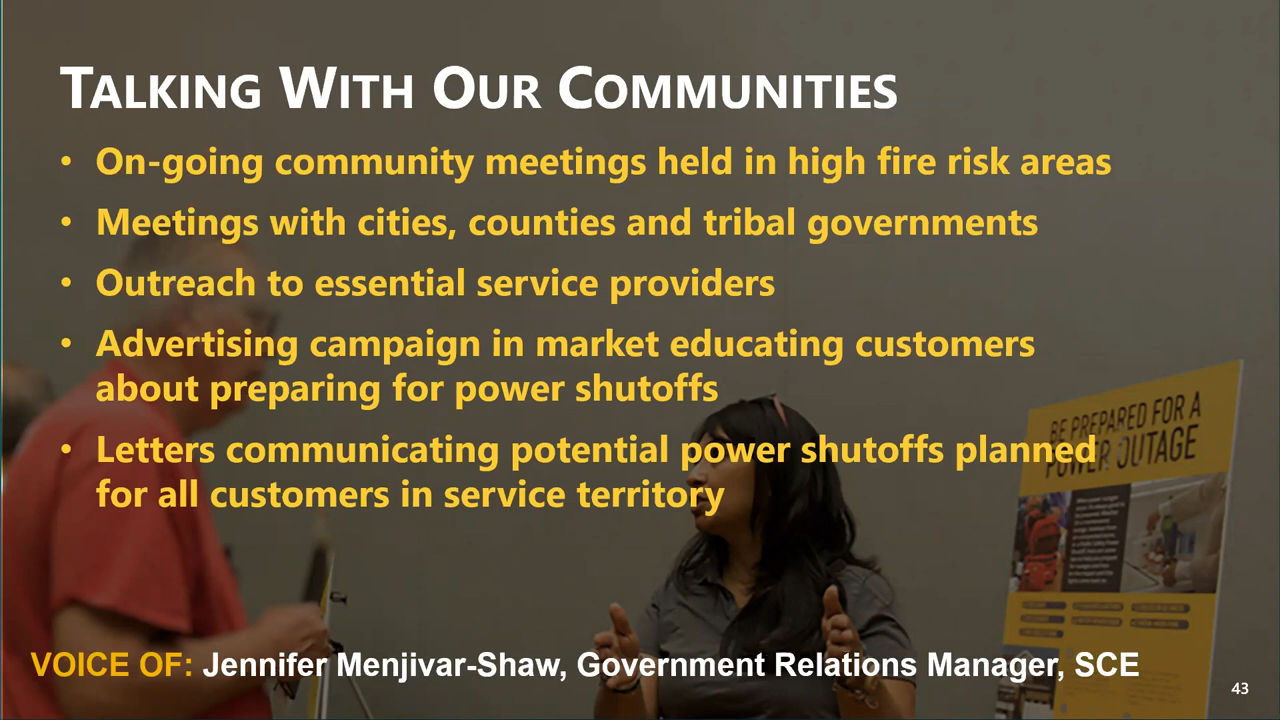 TALKING WITH OUR COMMUNITIES
• On-going community meetings held in high fire risk areas
• Meetings with cities, counties and tribal governments
• Outreach to essential service providers
• Advertising campaign in market educating customers
about preparing for power shutoffs
• Letters communicating potential power shutoffs planned
for all customers in service territory
BE PREPARED FOR A
POWER OUTAGE
VOICE OF: Jennifer Menjivar-Shaw, Government Relations Manager, SCE
43